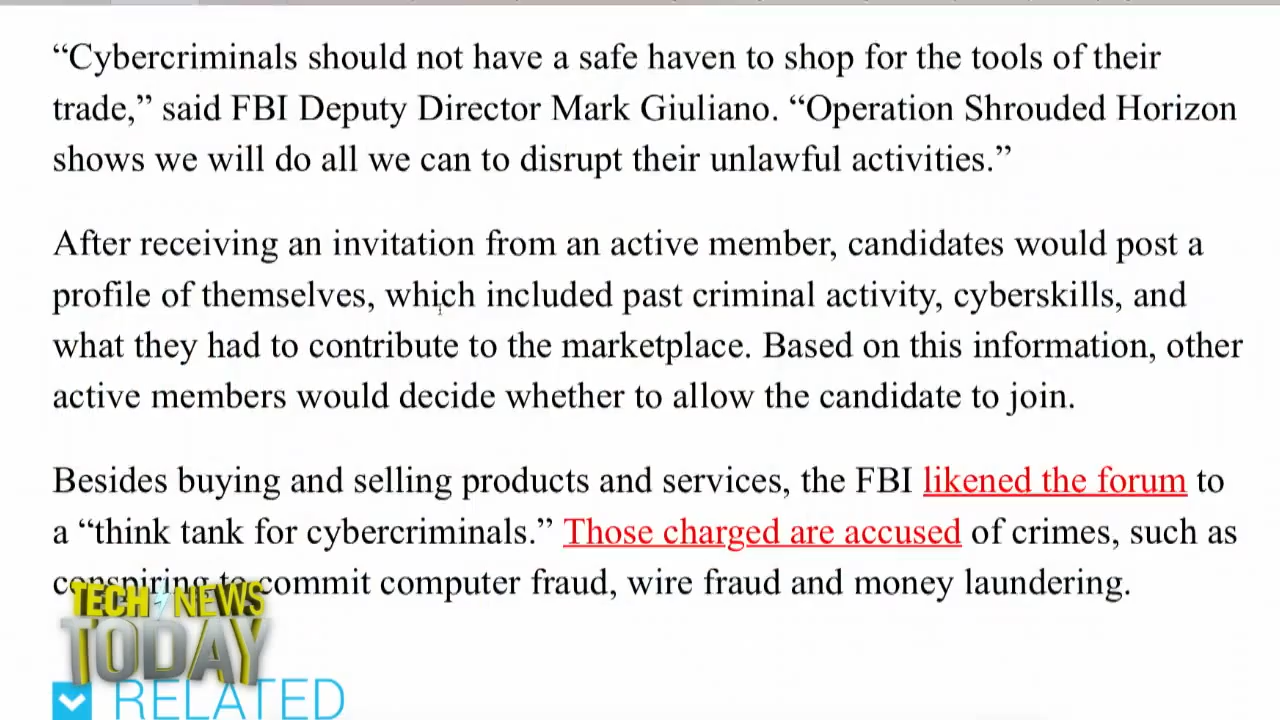 “Cybercriminals should not have a safe haven to shop for the tools of their
trade,” said FBI Deputy Director Mark Giuliano. “Operation Shrouded Horizon
shows we will do all we can to disrupt their unlawful activities.”
After receiving an invitation from an active member, candidates would post a
profile of themselves, which included past criminal activity, cyberskills, and
what they had to contribute to the marketplace. Based on this information, other
active members would decide whether to allow the candidate to join.
Besides buying and selling products and services, the FBI likened the forum to
a “think tank for cybercriminals.” Those charged are accused of crimes, such as
conspiring to commit computer fraud, wire fraud and money laundering.
TECH NEWS
TODAY
RELATED